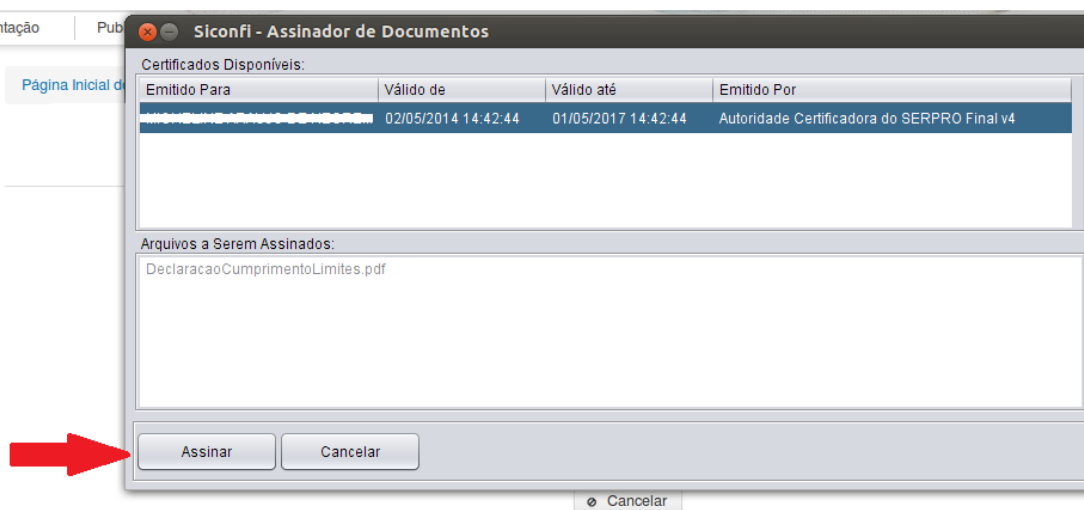 ntação Pub
Siconfi - Assinador de Documentos
Página Inicial d
Certificados Disponíveis:
Emitido Para Válido de Válido até Emitido Por
02/05/2014 14:42:44 01/05/2017 14:42:44 Autoridade Certificadora do SERPRO Final v4
Arquivos a Serem Assinados:
DeclaracaoCumprimentoLimites.pdf
Assinar Cancelar
Cancelar